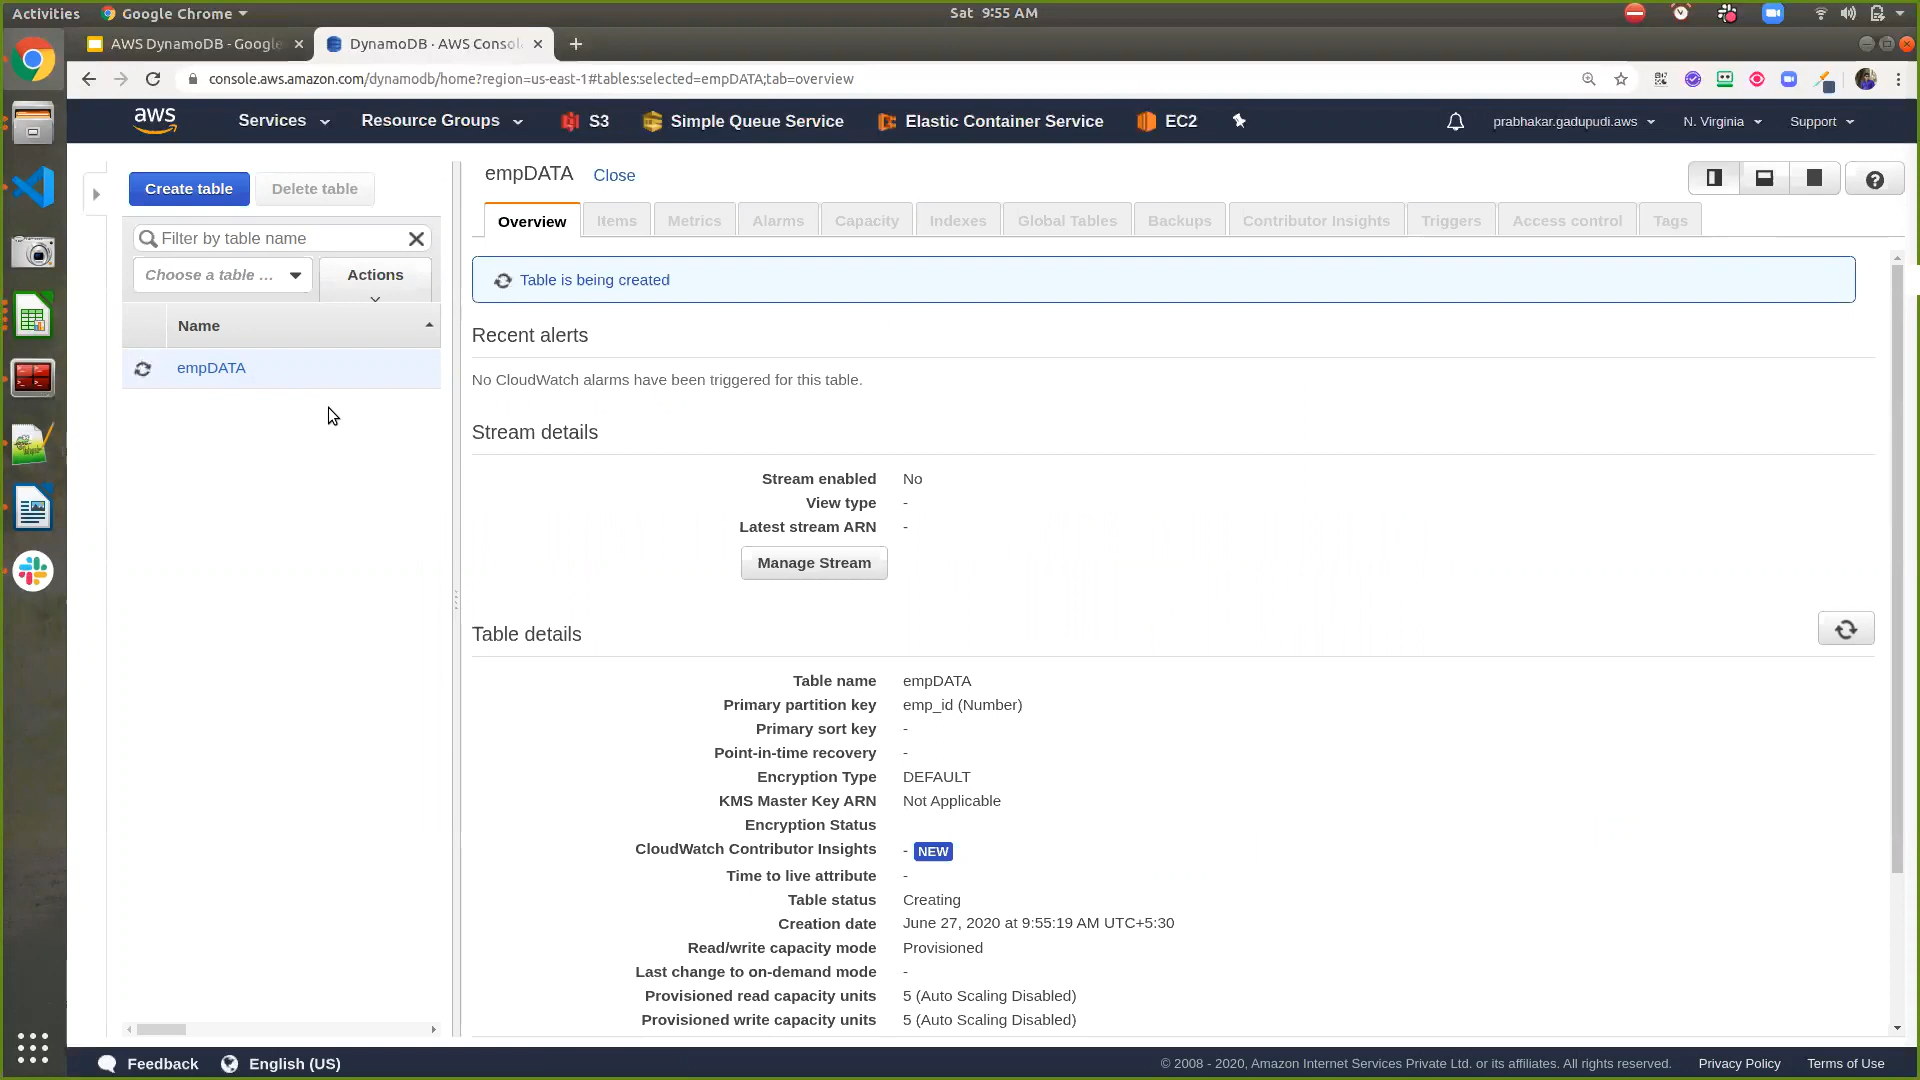 Activities
Google Chrome
Sat 9:55 AM
AWS DynamoDB - Google
DynamoDB · AWS Consol
console.aws.amazon.com/dynamodb/home?region=us-east-1#tables:selected=empDATA;tab=overview
aws
Services
Resource Groups
S3
Simple Queue Service
Elastic Container Service
EC2
prabhakar.gadupudi.aws
N. Virginia
Support
Create table
Delete table
Filter by table name
Choose a table ...
Actions
Name
empDATA
empDATA
Close
Overview
Items
Metrics
Alarms
Capacity
Indexes
Global Tables
Backups
Contributor Insights
Triggers
Access control
Tags
Table is being created
Recent alerts
No CloudWatch alarms have been triggered for this table.
Stream details
Stream enabled No
View type -
Latest stream ARN -
Manage Stream
Table details
Table name empDATA
Primary partition key emp_id (Number)
Primary sort key -
Point-in-time recovery -
Encryption Type DEFAULT
KMS Master Key ARN Not Applicable
Encryption Status
CloudWatch Contributor Insights - NEW
Time to live attribute -
Table status Creating
Creation date June 27, 2020 at 9:55:19 AM UTC+5:30
Read/write capacity mode Provisioned
Last change to on-demand mode -
Provisioned read capacity units 5 (Auto Scaling Disabled)
Provisioned write capacity units 5 (Auto Scaling Disabled)
Feedback
English (US)
© 2008 - 2020, Amazon Internet Services Private Ltd. or its affiliates. All rights reserved.
Privacy Policy
Terms of Use